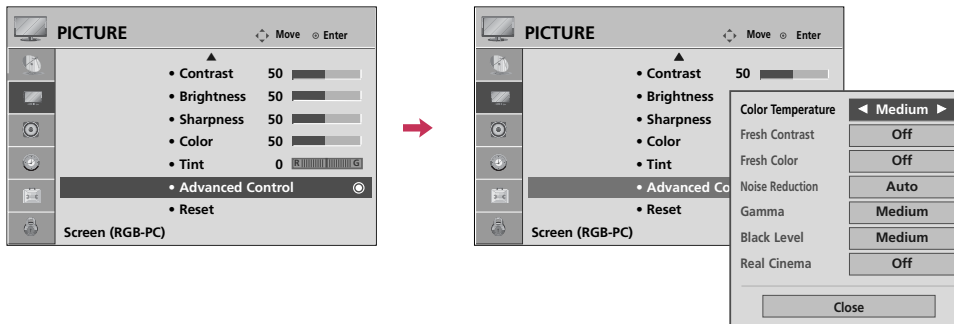 PICTURE Move Enter
• Contrast 50
• Brightness 50
• Sharpness 50
• Color 50
• Tint 0 R G
• Advanced Control
• Reset
Screen (RGB-PC)
PICTURE Move Enter
• Contrast 50
• Brightness
• Sharpness
• Color
• Tint
• Advanced Co
• Reset
Screen (RGB-PC)
Color Temperature ◀ Medium ▶
Fresh Contrast Off
Fresh Color Off
Noise Reduction Auto
Gamma Medium
Black Level Medium
Real Cinema Off
Close